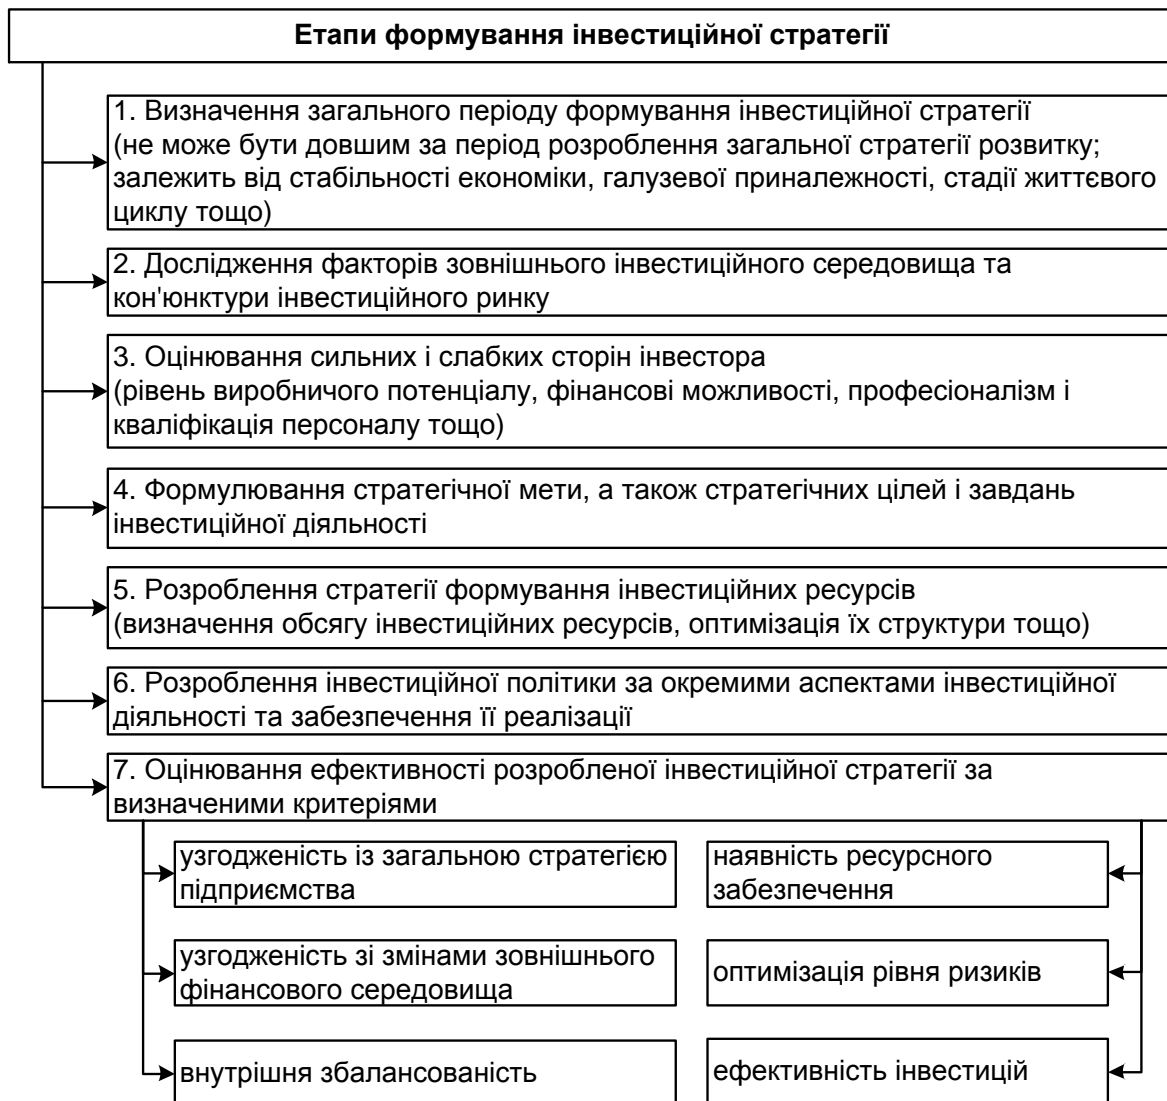 Етапи формування інвестиційної стратегії
1. Визначення загального періоду формування інвестиційної стратегії
(не може бути довшим за період розроблення загальної стратегії розвитку;
залежить від стабільності економіки, галузевої приналежності, стадії життєвого
циклу тощо)
2. Дослідження факторів зовнішнього інвестиційного середовища та
кон'юнктури інвестиційного ринку
3. Оцінювання сильних і слабких сторін інвестора
(рівень виробничого потенціалу, фінансові можливості, професіоналізм і
кваліфікація персоналу тощо)
4. Формулювання стратегічної мети, а також стратегічних цілей і завдань
інвестиційної діяльності
5. Розроблення стратегії формування інвестиційних ресурсів
(визначення обсягу інвестиційних ресурсів, оптимізація їх структури тощо)
6. Розроблення інвестиційної політики за окремими аспектами інвестиційної
діяльності та забезпечення її реалізації
7. Оцінювання ефективності розробленої інвестиційної стратегії за
визначеними критеріями
узгодженість із загальною стратегією
підприємства
наявність ресурсного
забезпечення
узгодженість зі змінами зовнішнього
фінансового середовища
оптимізація рівня ризиків
внутрішня збалансованість
ефективність інвестицій